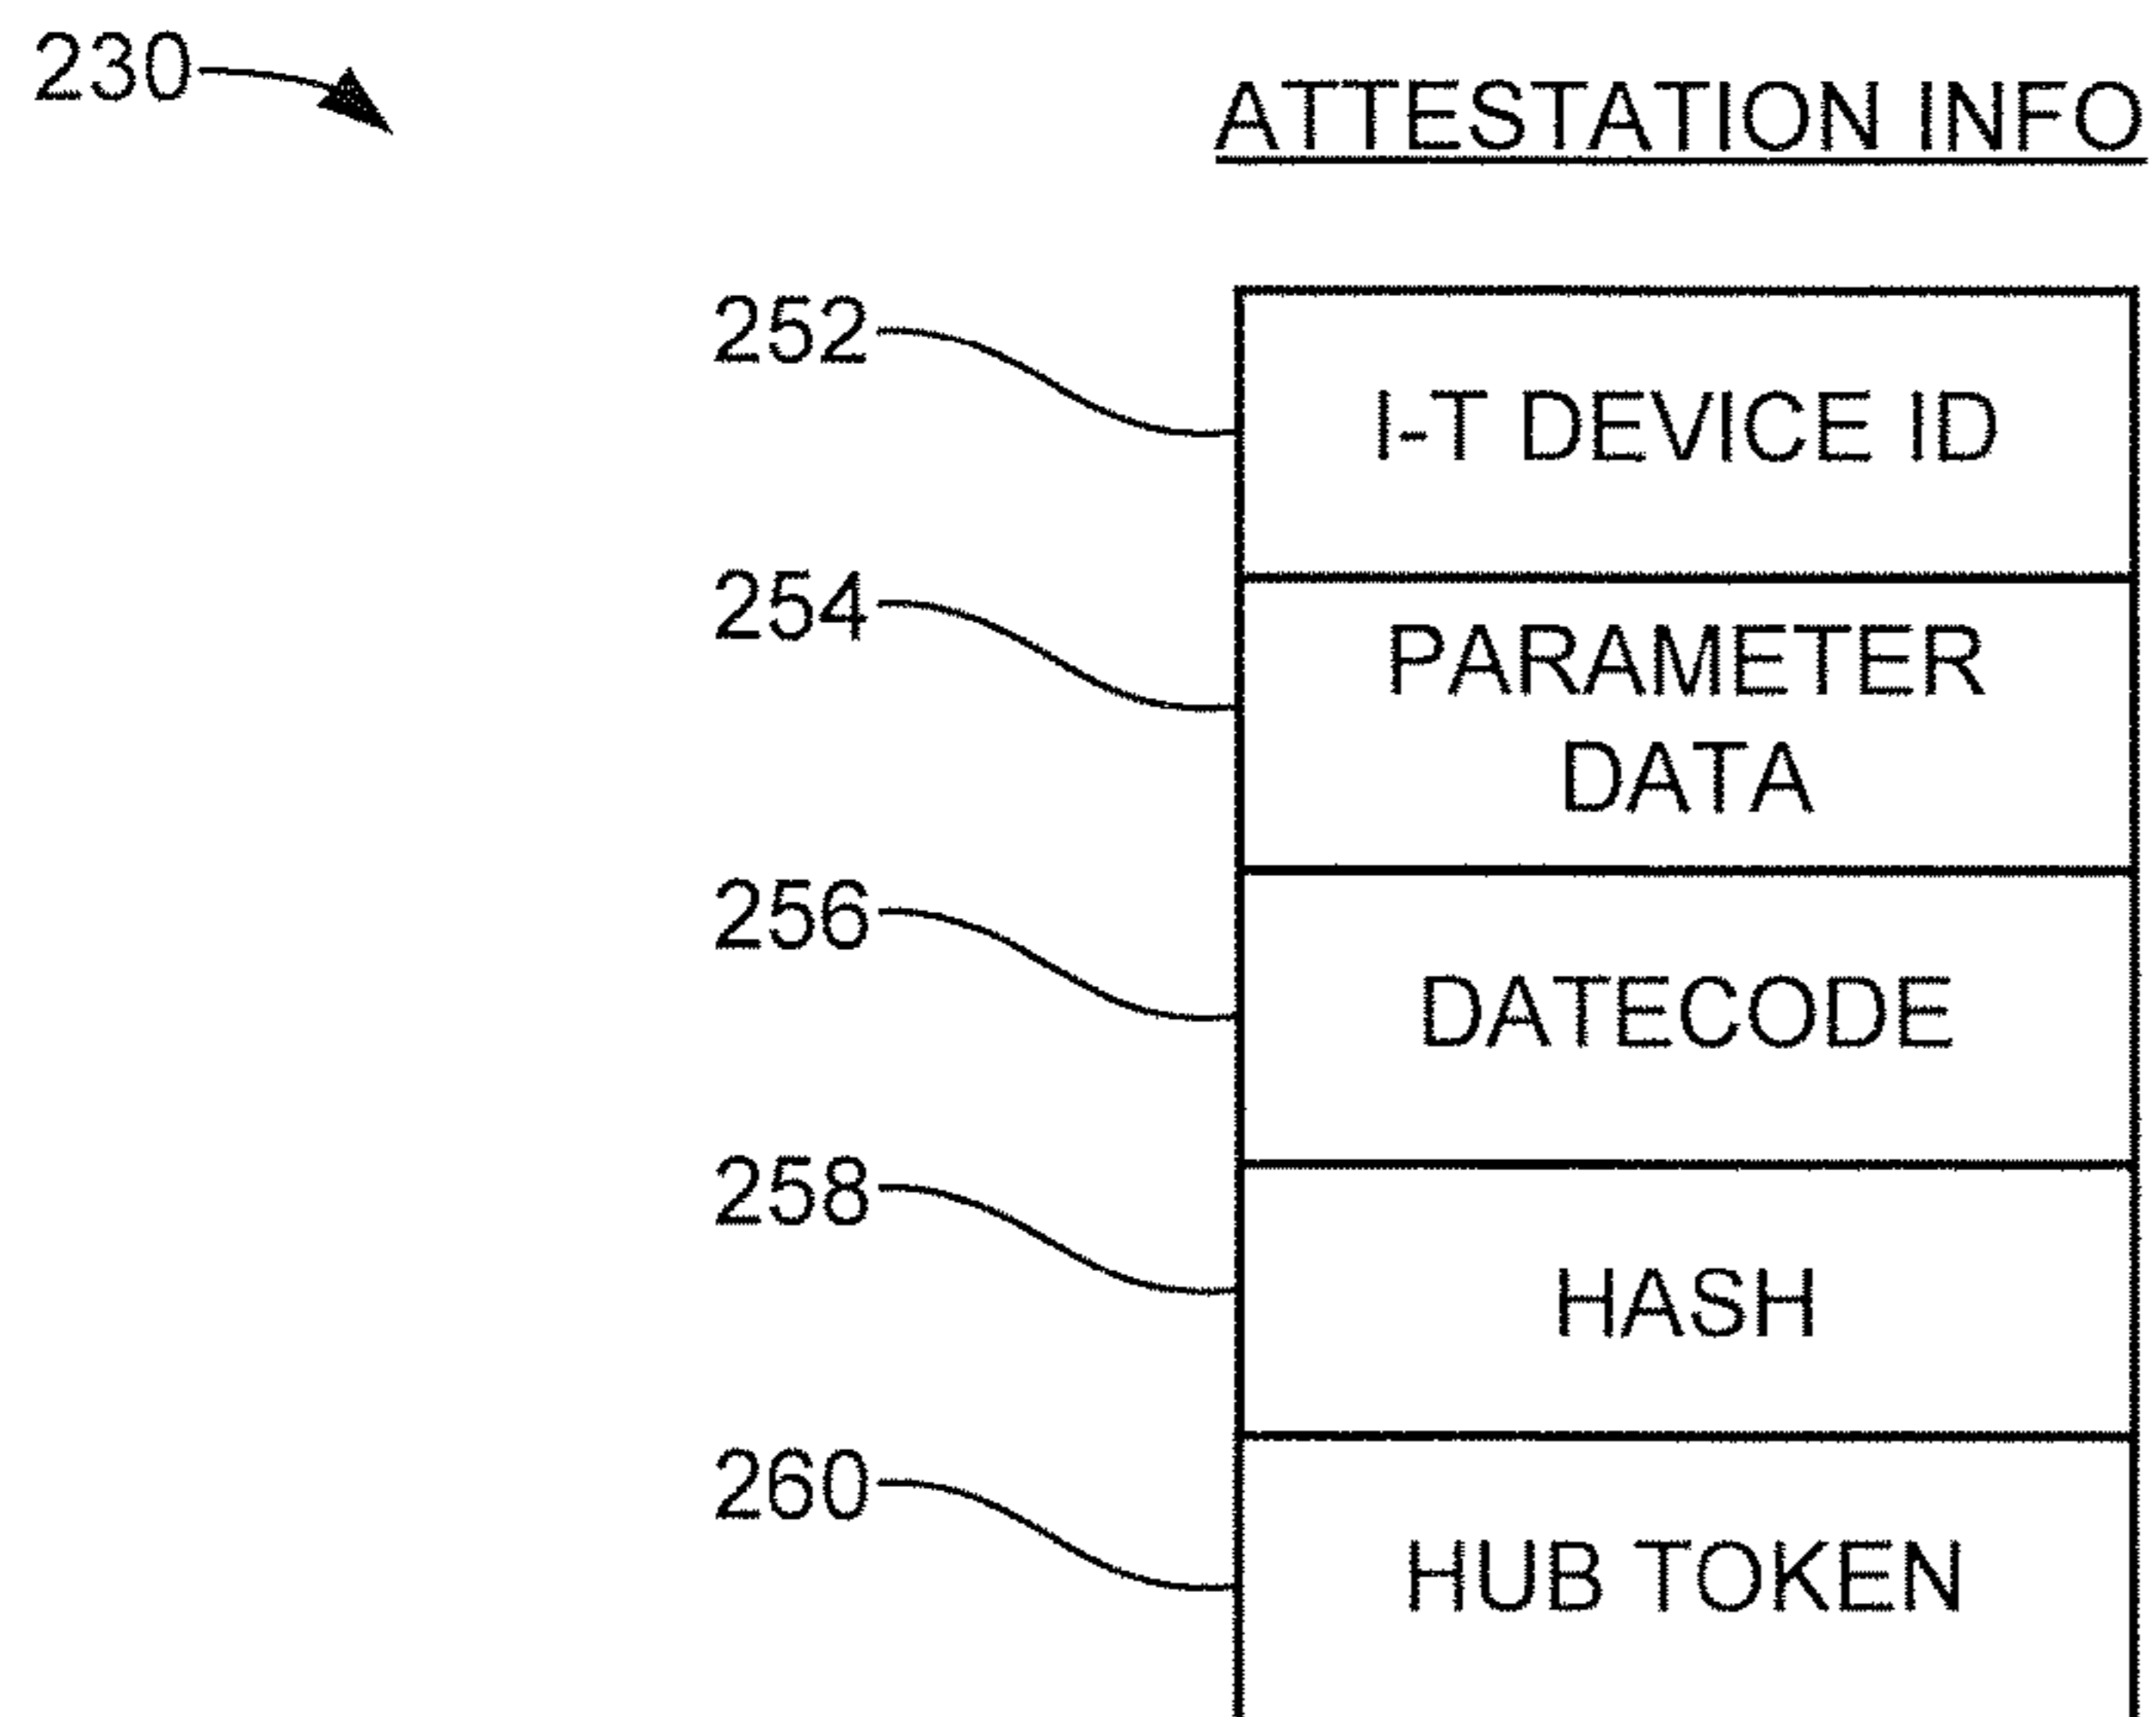 230
ATTESTATION INFO
252
I-T DEVICE ID
254
PARAMETER
DATA
256
DATECODE
258
HASH
260
HUB TOKEN